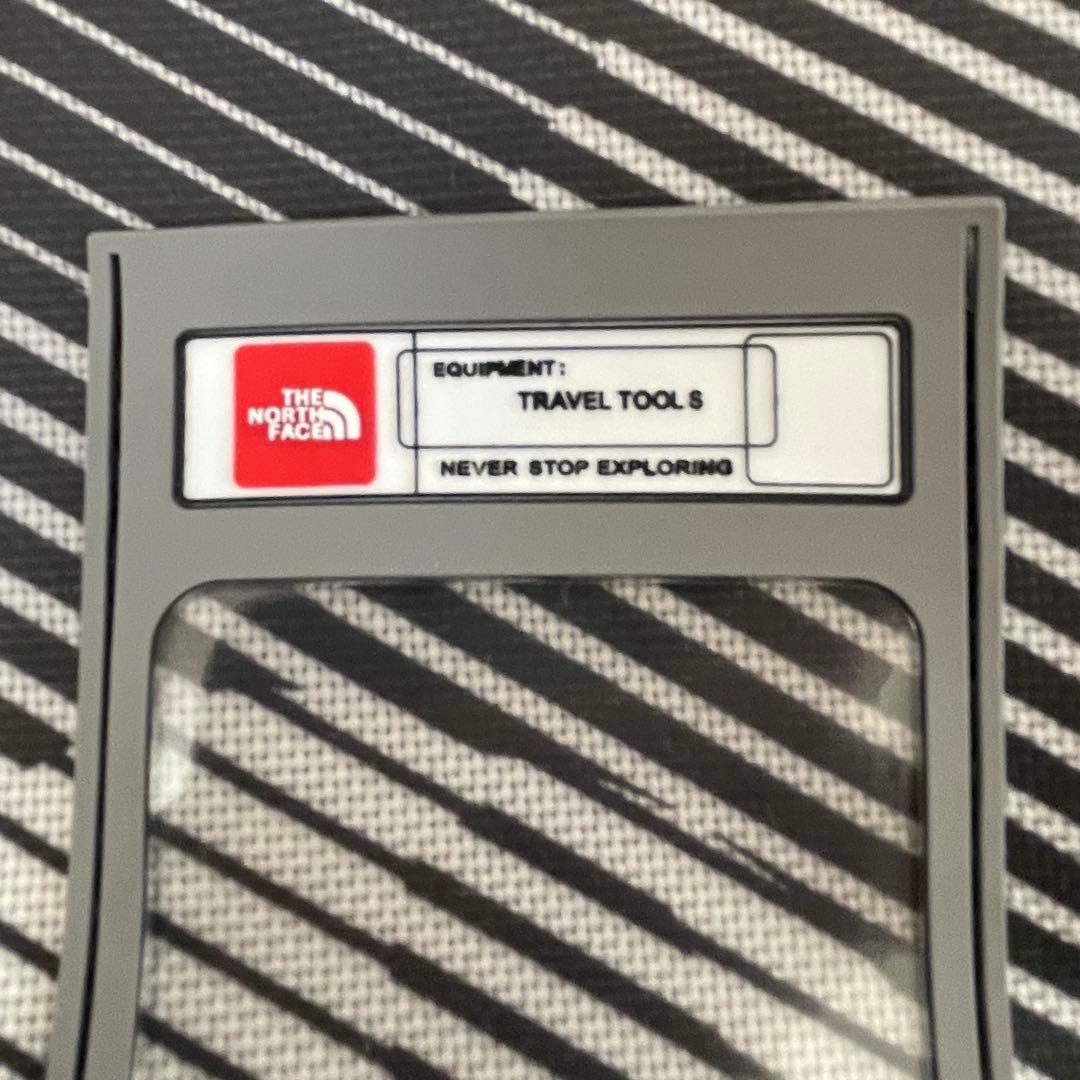 THE
NORTH
FACE
EQUIPMENT:
TRAVEL TOOLS
NEVER STOP EXPLORING